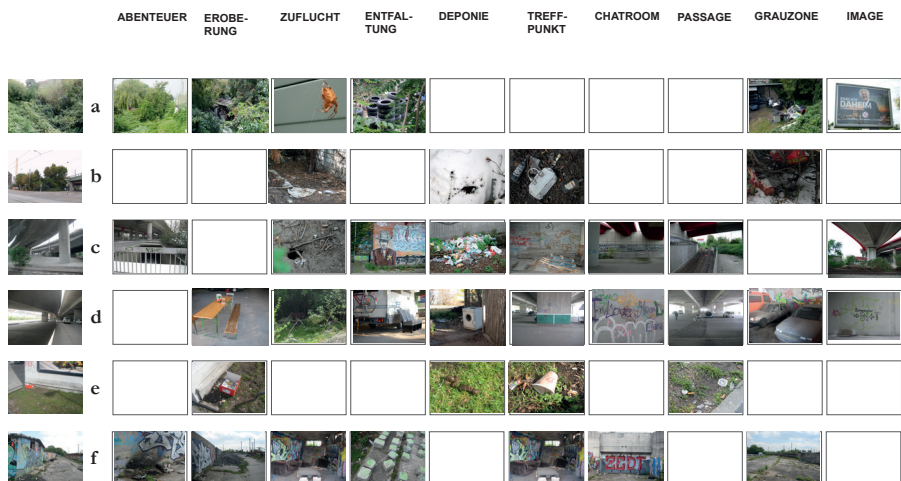 ABENTEUER EROBE- ZUFLUCHT ENTFAL- DEPONIE TREFF- CHATROOM PASSAGE GRAUZONE IMAGE
RUNG TUNG PUNKT
a
DAHEIM
b
c
d
e
f